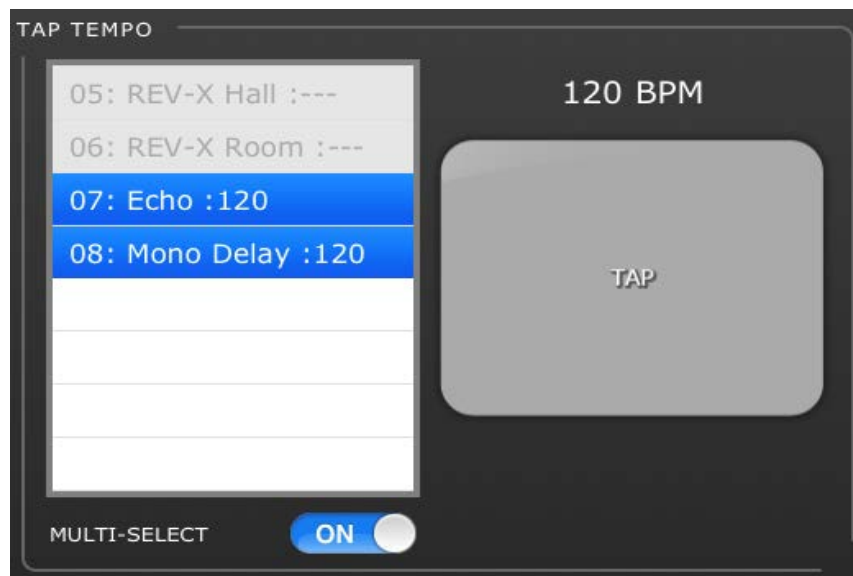 TAP TEMPO
05: REV-X Hall :---
06: REV-X Room :---
07: Echo :120
08: Mono Delay :120
120 BPM
TAP
MULTI-SELECT
ON